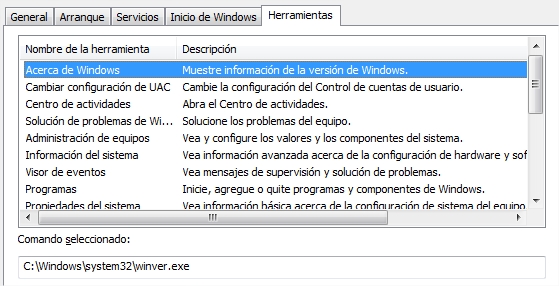 General Arranque Servicios Inicio de Windows Herramientas
Nombre de la herramienta Descripción
Acerca de Windows Muestre información de la versión de Windows.
Cambiar configuración de UAC Cambie la configuración del Control de cuentas de usuario.
Centro de actividades Abra el Centro de actividades.
Solución de problemas de Wi... Solucione los problemas del equipo.
Administración de equipos Vea y configure los valores y los componentes del sistema.
Información del sistema Vea información avanzada acerca de la configuración de hardware y sof
Visor de eventos Vea mensajes de supervisión y solución de problemas.
Programas Inicie, agregue o quite programas y componentes de Windows.
Propiedades del sistema Vea información básica acerca de la configuración de sistema del equipo
Comando seleccionado:
C:\Windows\system32\winver.exe